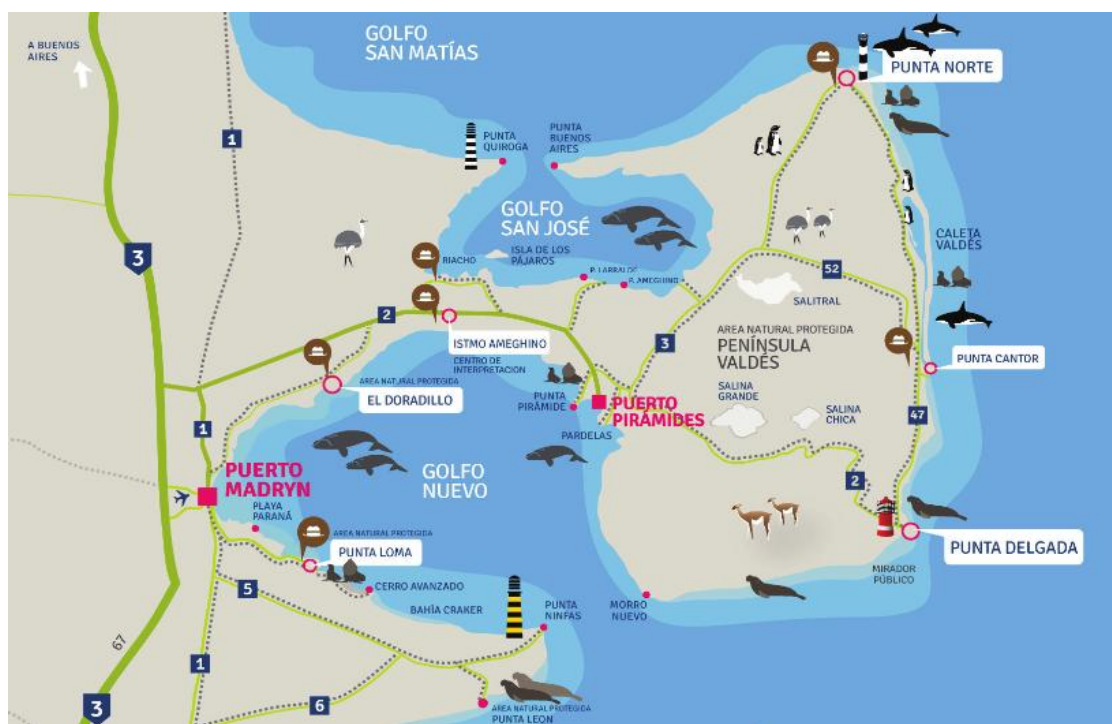 A BUENOS
AIRES
GOLFO
SAN MATÍAS
PUNTA NORTE
1
PUNTA
QUIROGA
PUNTA
BUENOS
AIRES
GOLFO
SAN JOSÉ
CALETA
VALDÉS
3
RIACHO
ISLA DE LOS
PÁJAROS
P. LARRALDE
P. AMEGHINO
52
SALITRAL
2
ISTMO AMEGHINO
CENTRO DE
INTERPRETACION
3
AREA NATURAL PROTEGIDA
PENÍNSULA
VALDÉS
PUNTA CANTOR
AREA NATURAL PROTEGIDA
EL DORADILLO
PUNTA
PIRÁMIDE
PUERTO
PIRÁMIDES
SALINA
GRANDE
SALINA
CHICA
47
1
PARDELAS
PUERTO
MADRYN
GOLFO
NUEVO
2
PLAYA
PARANÁ
AREA NATURAL PROTEGIDA
PUNTA LOMA
PUNTA DELGADA
MIRADOR
PÚBLICO
5
CERRO AVANZADO
BAHÍA CRAKER
PUNTA
NINFAS
MORRO
NUEVO
67
1
3
6
AREA NATURAL PROTEGIDA
PUNTA LEON